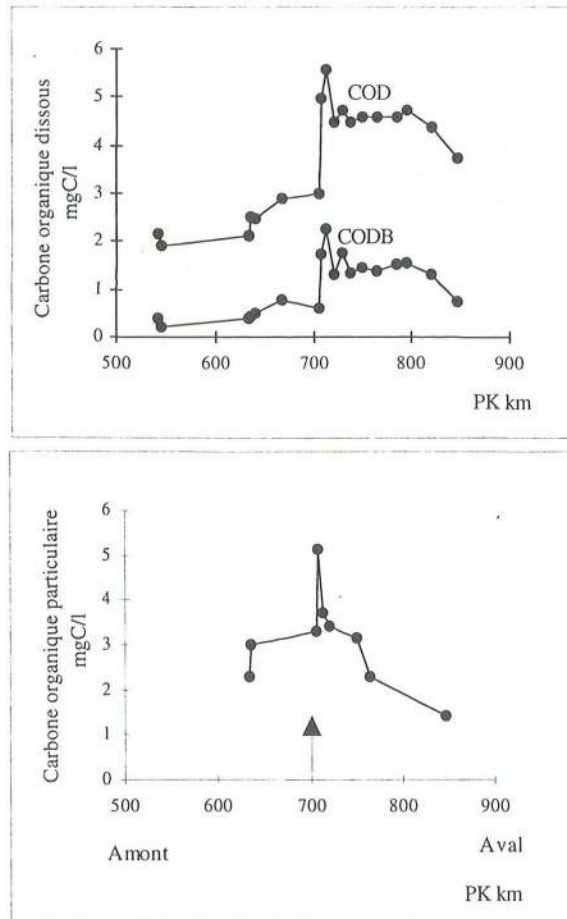 Carbone organique dissous
mgC/l
6
5
4
3
2
1
0
COD
CODB
500
600
700
800
900
PK km
Carbone organique particulaire
mgC/l
6
5
4
3
2
1
0
500
600
700
800
900
Amont
Aval
PK km